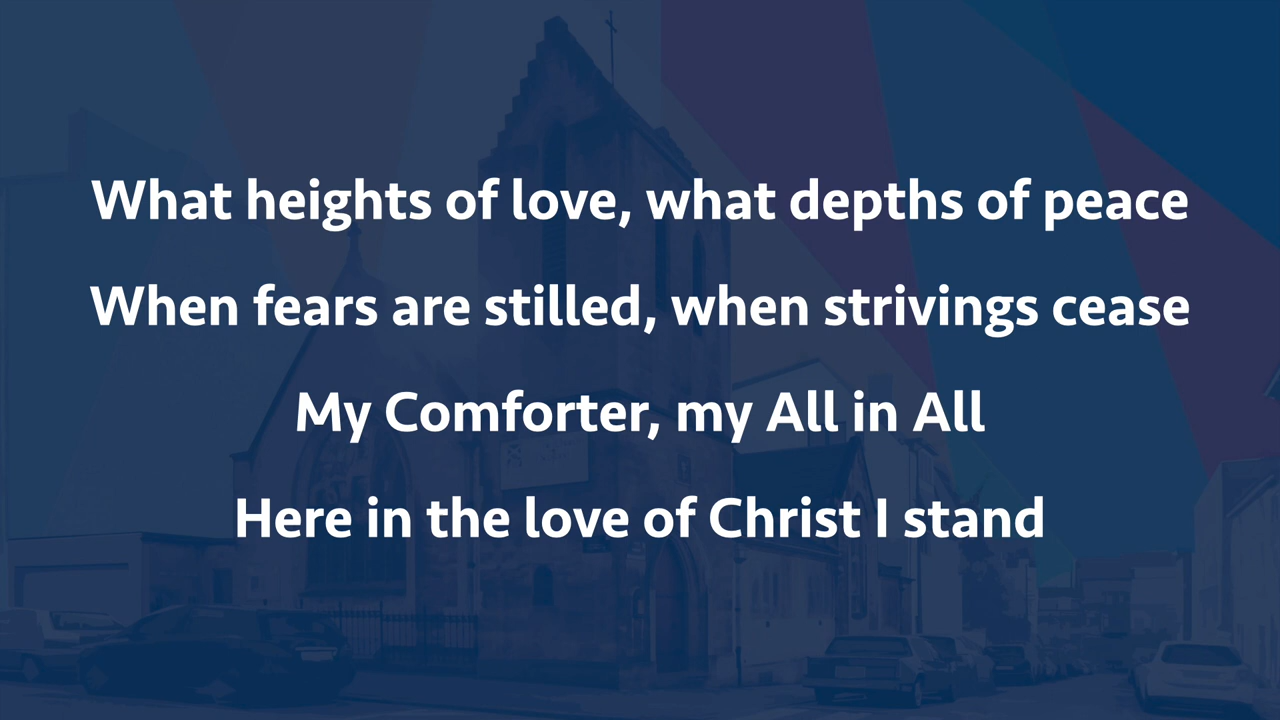 What heights of love, what depths of peace
When fears are stilled, when strivings cease
My Comforter, my All in All
Here in the love of Christ I stand